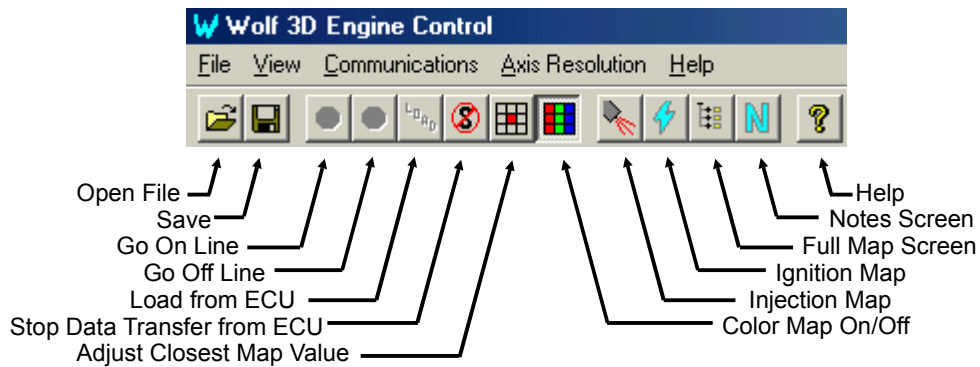 Wolf 3D Engine Control
File View Communications Axis Resolution Help
LOAD
Open File
Save
Go On Line
Go Off Line
Load from ECU
Stop Data Transfer from ECU
Adjust Closest Map Value
Help
Notes Screen
Full Map Screen
Ignition Map
Injection Map
Color Map On/Off